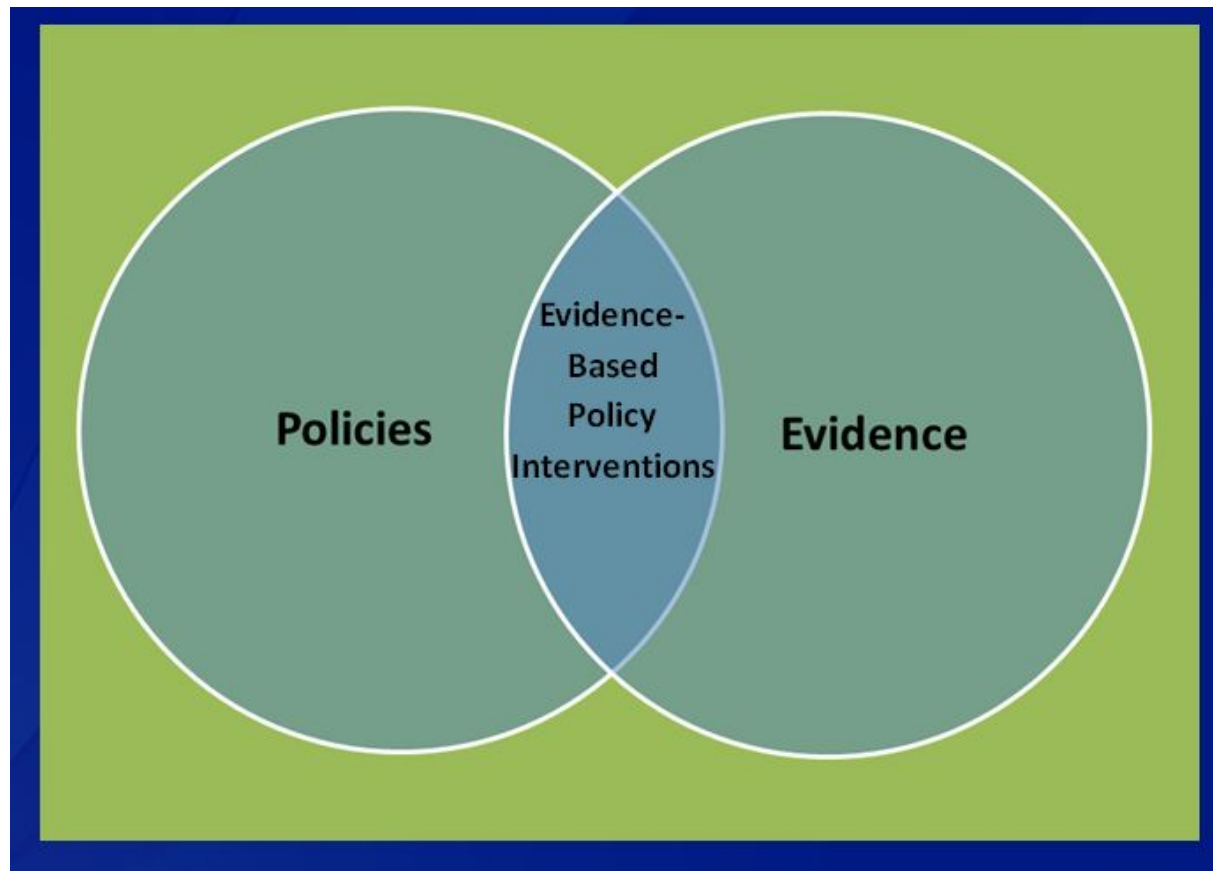 Policies
Evidence-
Based
Policy
Interventions
Evidence